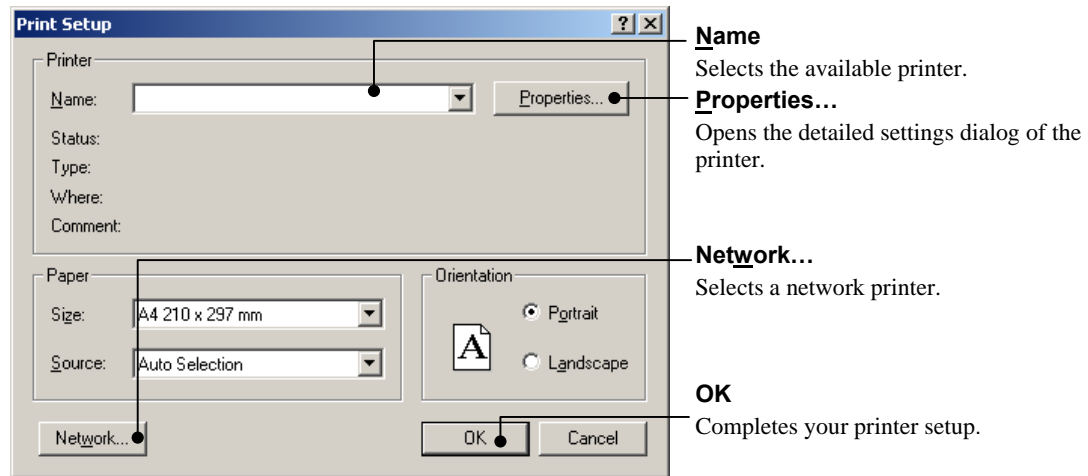 Print Setup
Printer
Name:
Properties...
Status:
Type:
Where:
Comment:
Paper
Size:
A4 210 x 297 mm
Source:
Auto Selection
Orientation
A
Portrait
Landscape
Network...
OK
Cancel
Name
Selects the available printer.
Properties…
Opens the detailed settings dialog of the
printer.
Network…
Selects a network printer.
OK
Completes your printer setup.